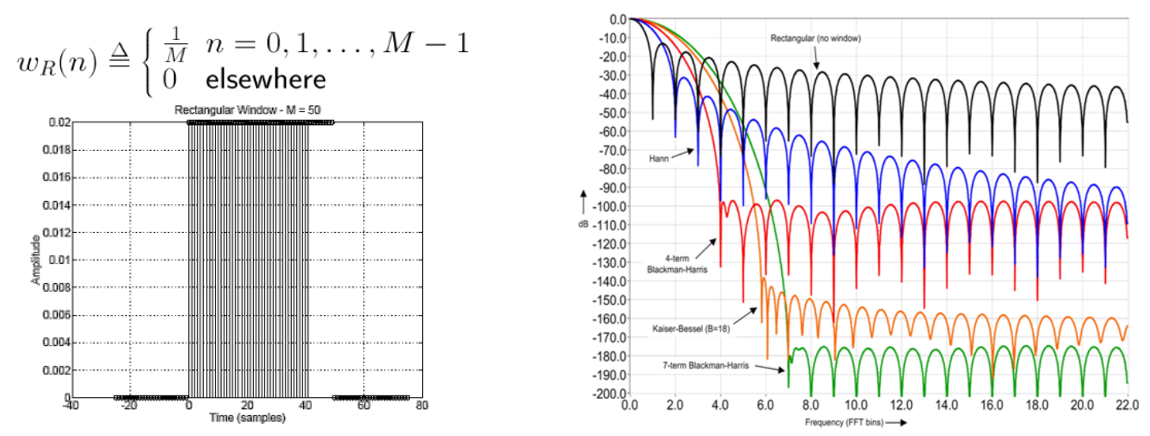 w_R(n) ≜ { 1/M n = 0, 1, . . . , M − 1
0 elsewhere
Rectangular Window - M = 50
0.02
0.018
0.016
0.014
0.012
0.01
0.008
0.006
0.004
0.002
0
-40 -20 0 20 40 60 80
Amplitude
Time (samples)
0.0
-10.0
-20.0
-30.0
-40.0
-50.0
-60.0
-70.0
-80.0
-90.0
-100.0
-110.0
-120.0
-130.0
-140.0
-150.0
-160.0
-170.0
-180.0
-190.0
-200.0
dB
Rectangular (no window)
Hann
4-term
Blackman-Harris
Kaiser-Bessel (B=18)
7-term Blackman-Harris
0.0 2.0 4.0 6.0 8.0 10.0 12.0 14.0 16.0 18.0 20.0 22.0
Frequency (FFT bins)